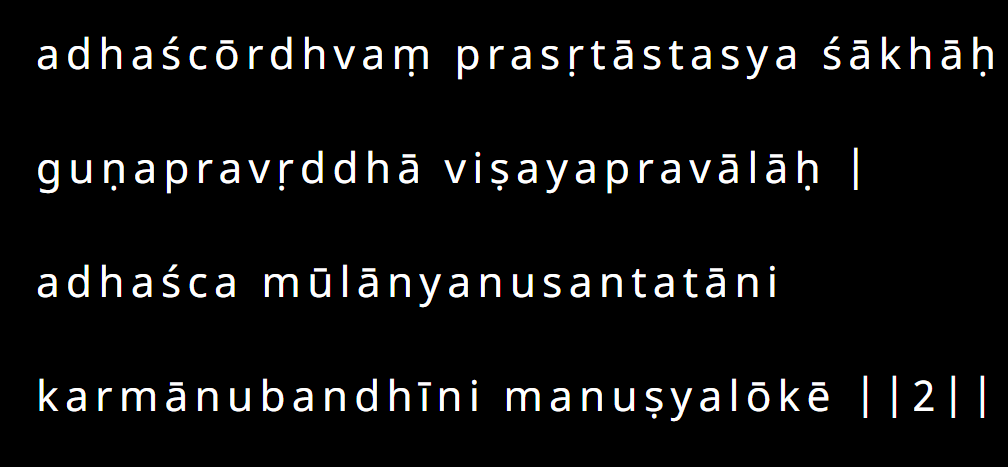 adhaścōrdhvaṃ prasṛtāstasya śākhāḥ
guṇapravṛddhā viṣayapravālāḥ |
adhaśca mūlānyanusantatāni
karmānubandhīni manuṣyalōkē ||2||